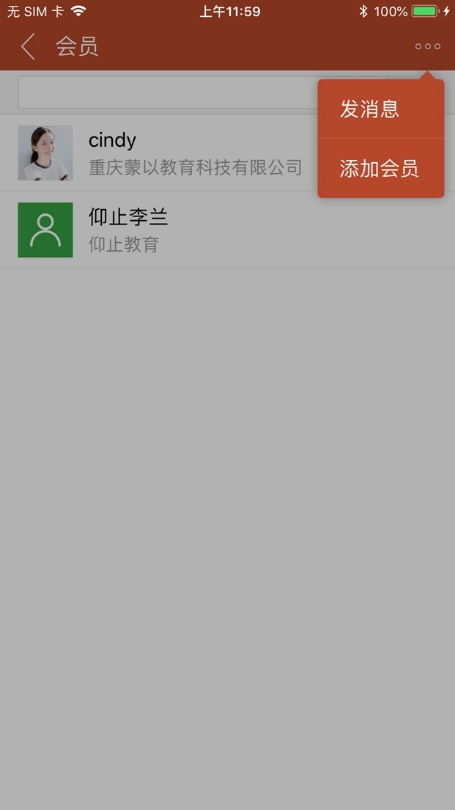 无 SIM 卡
上午11:59
100%
会员
发消息
添加会员
cindy
重庆蒙以教育科技有限公司
仰止李兰
仰止教育